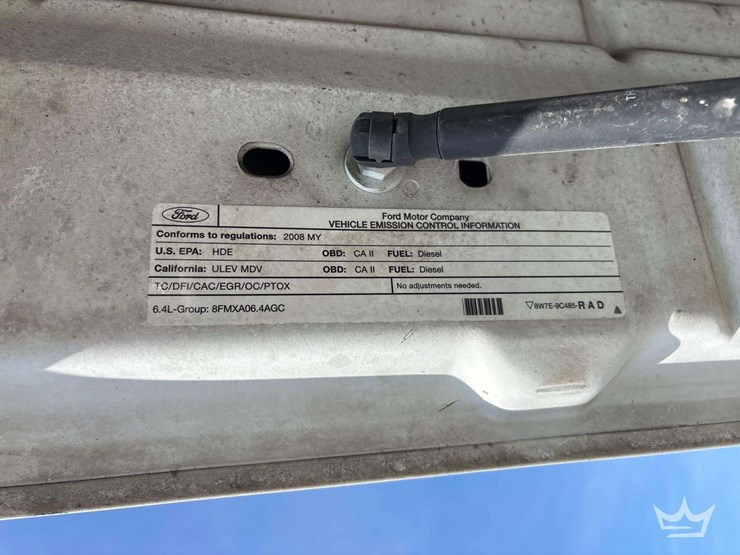 Ford
Ford Motor Company
VEHICLE EMISSION CONTROL INFORMATION
Conforms to regulations: 2008 MY
U.S. EPA: HDE OBD: CA II FUEL: Diesel
California: ULEV MDV OBD: CA II FUEL: Diesel
TC/DFI/CAC/EGR/OC/PTOX No adjustments needed.
6.4L-Group: 8FMXA06.4AGC 8W7E-9C485-RAD